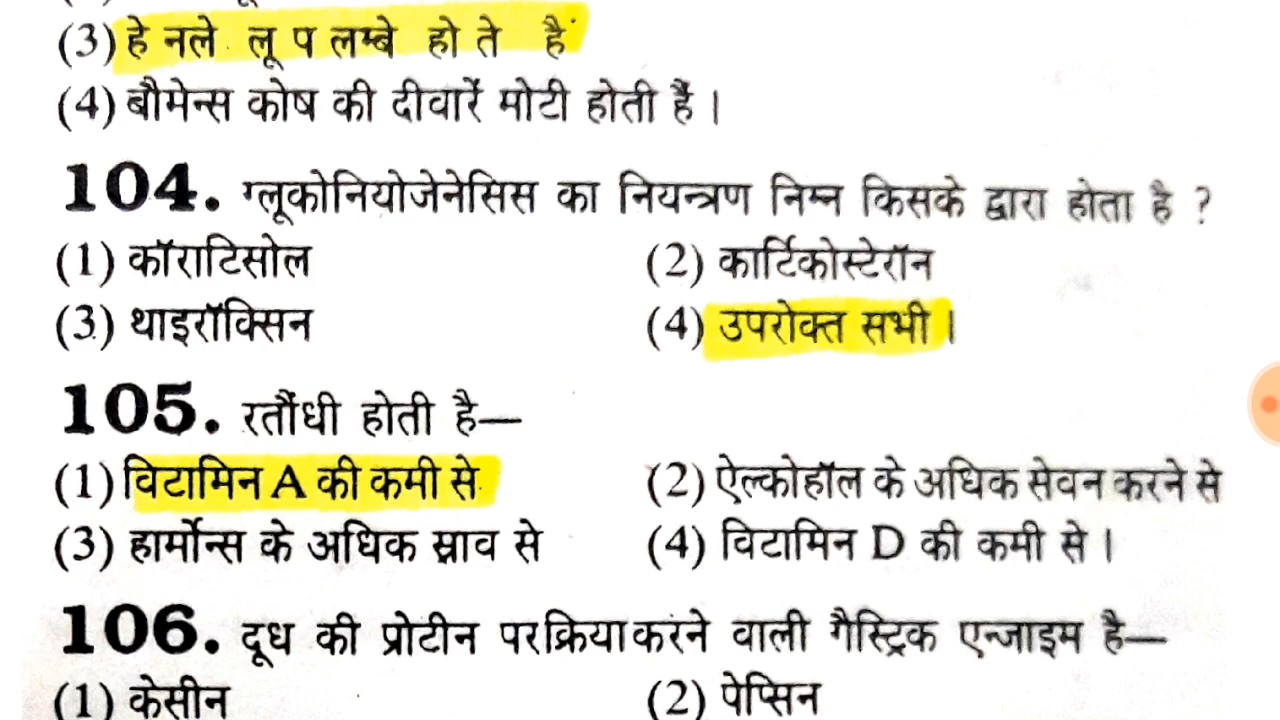 (3) हे नले लू प लम्बे हो ते है
(4) बौमेन्स कोष की दीवारें मोटी होती हैं ।
104. ग्लूकोनियोजेनेसिस का नियन्त्रण निम्न किसके द्वारा होता है ?
(1) कॉराटिसोल (2) कार्टिकोस्टेरॉन
(3) थाइरॉक्सिन (4) उपरोक्त सभी ।
105. रतौंधी होती है—
(1) विटामिन A की कमी से (2) ऐल्कोहॉल के अधिक सेवन करने से
(3) हार्मोन्स के अधिक स्राव से (4) विटामिन D की कमी से ।
106. दूध की प्रोटीन पर क्रिया करने वाली गैस्ट्रिक एन्जाइम है—
(1) केसीन (2) पेप्सिन